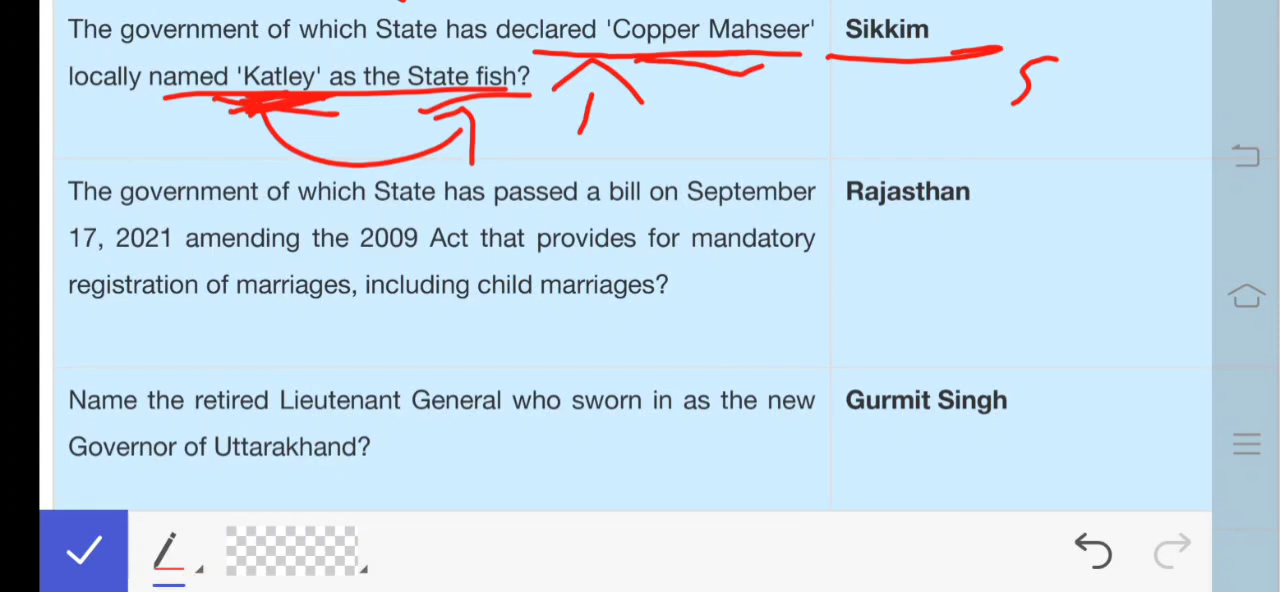 The government of which State has declared 'Copper Mahseer' Sikkim
locally named 'Katley' as the State fish?
The government of which State has passed a bill on September Rajasthan
17, 2021 amending the 2009 Act that provides for mandatory
registration of marriages, including child marriages?
Name the retired Lieutenant General who sworn in as the new Gurmit Singh
Governor of Uttarakhand?